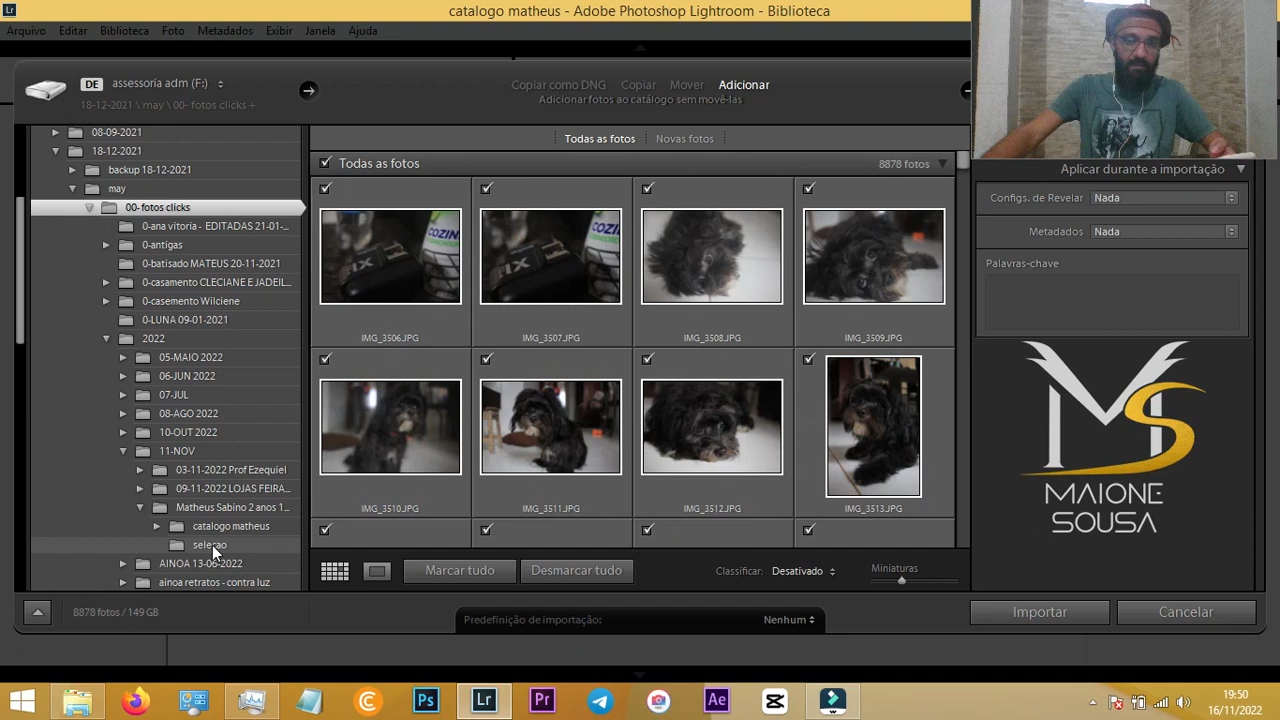 Lr
catalogo matheus - Adobe Photoshop Lightroom - Biblioteca
Arquivo Editar Biblioteca Foto Metadados Exibir Janela Ajuda
DE assessoria adm (F:)
18-12-2021 \ may \ 00- fotos clicks +
Copiar como DNG Copiar Mover Adicionar
Adicionar fotos ao catálogo sem movê-las
08-09-2021
18-12-2021
backup 18-12-2021
may
00- fotos clicks
0-ana vitoria - EDITADAS 21-01-...
0-antigas
0-batisado MATEUS 20-11-2021
0-casamento CLECIANE E JADEIL...
0-casemento Wilciene
0-LUNA 09-01-2021
2022
05-MAIO 2022
06-JUN 2022
07-JUL
08-AGO 2022
10-OUT 2022
11-NOV
03-11-2022 Prof Ezequiel
09-11-2022 LOJAS FEIRA...
Matheus Sabino 2 anos 1...
catalogo matheus
selecao
AINOA 13-06-2022
ainoa retratos - contra luz
8878 fotos / 149 GB
Todas as fotos Novas fotos
Todas as fotos 8878 fotos
COZIN
COZIN
IMG_3506.JPG IMG_3507.JPG IMG_3508.JPG IMG_3509.JPG
IMG_3510.JPG IMG_3511.JPG IMG_3512.JPG IMG_3513.JPG
Marcar tudo Desmarcar tudo Classificar: Desativado Miniaturas
Predefinição de importação: Nenhum
Aplicar durante a importação
Configs. de Revelar Nada
Metadados Nada
Palavras-chave
MS
MAIONE
SOUSA
Importar Cancelar
Ps Lr Pr Ae
19:50
16/11/2022